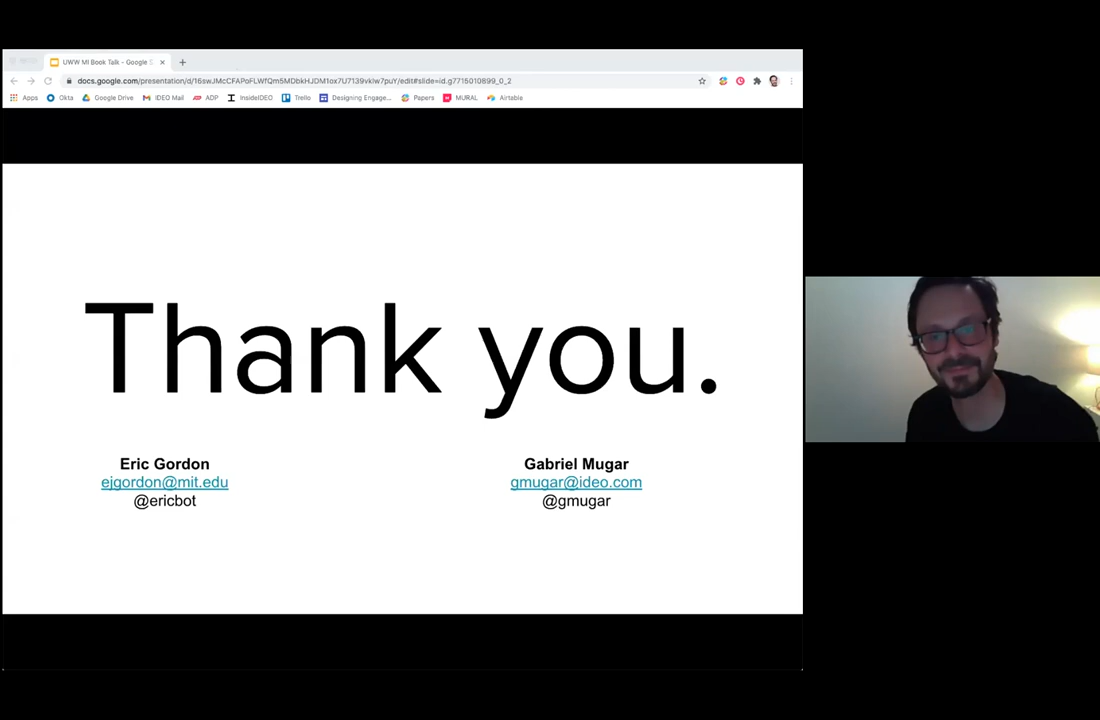 UWW MI Book Talk - Google S
docs.google.com/presentation/d/16swJMcCFAPoFLWfQm5MDbkHJDM1ox7U7139vkIw7puY/edit#slide=id.g7715010899_0_2
Apps Okta Google Drive IDEO Mail ADP InsideIDEO Trello Designing Engage... Papers MURAL Airtable
Thank you.
Eric Gordon
ejgordon@mit.edu
@ericbot
Gabriel Mugar
gmugar@ideo.com
@gmugar